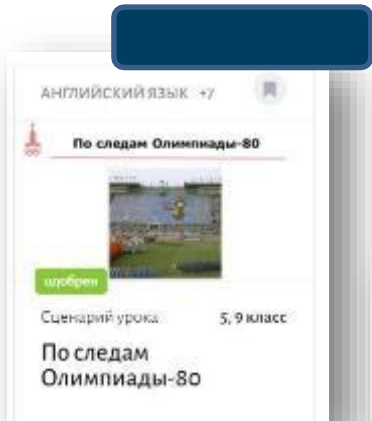 АНГЛИЙСКИЙ ЯЗЫК +7
По следам Олимпиады-80
одобрен
Сценарий урока 5, 9 класс
По следам
Олимпиады-80